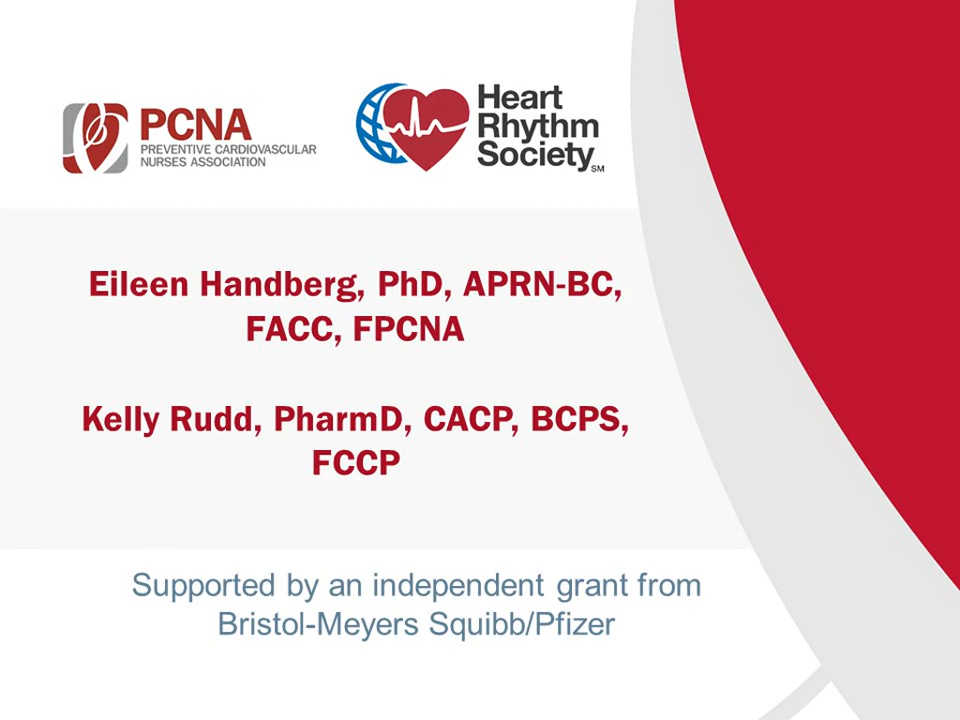 PCNA
PREVENTIVE CARDIOVASCULAR
NURSES ASSOCIATION
Heart
Rhythm
Society SM
Eileen Handberg, PhD, APRN-BC,
FACC, FPCNA
Kelly Rudd, PharmD, CACP, BCPS,
FCCP
Supported by an independent grant from
Bristol-Meyers Squibb/Pfizer